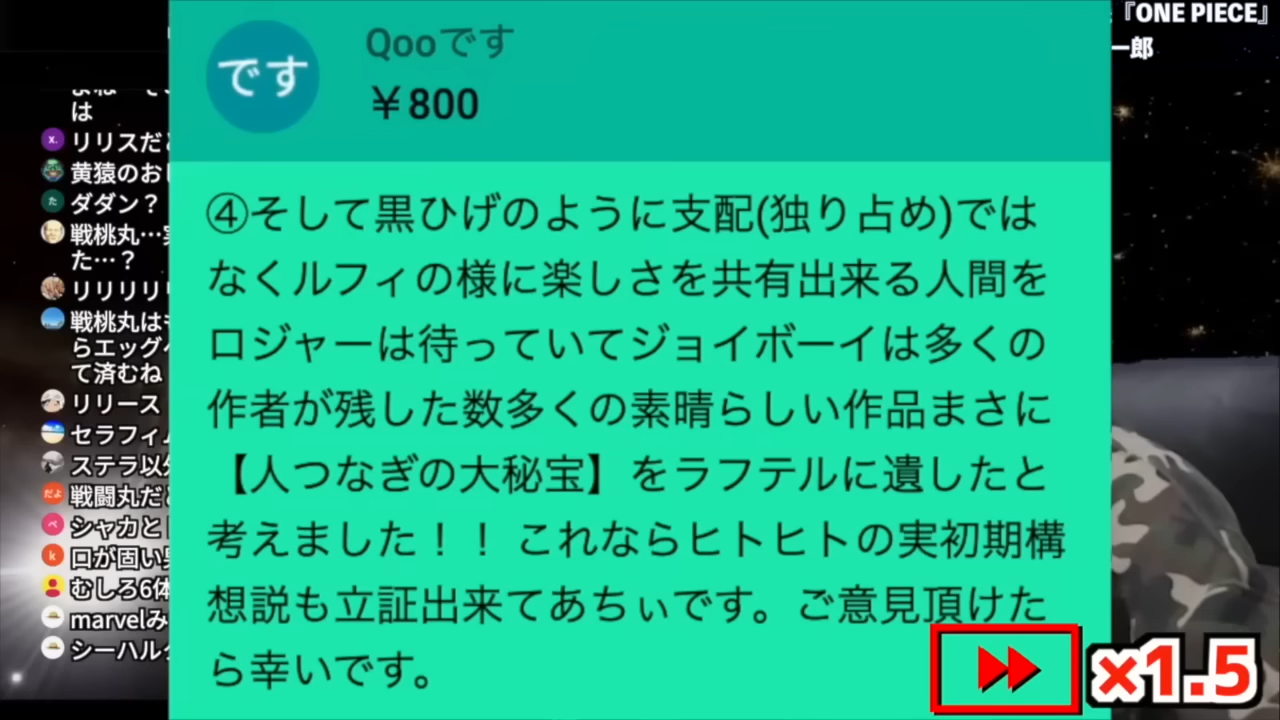 です
Qooです
￥800
④そして黒ひげのように支配(独り占め)では
なくルフィの様に楽しさを共有出来る人間を
ロジャーは待っていてジョイボーイは多くの
作者が残した数多くの素晴らしい作品まさに
【人つなぎの大秘宝】をラフテルに遺したと
考えました！！ これならヒトヒトの実初期構
想説も立証出来てあちぃです。ご意見頂けた
ら幸いです。
x1.5
『ONE PIECE』
一郎
は
リリスだ
黄猿のお
ダダン？
戦桃丸…
た…？
リリリリ
戦桃丸は
らエッグ
て済むね
リリース
セラフィ
ステラ以
戦闘丸だ
シャカと
口が固い
むしろ6体
marvelみ
シーハル